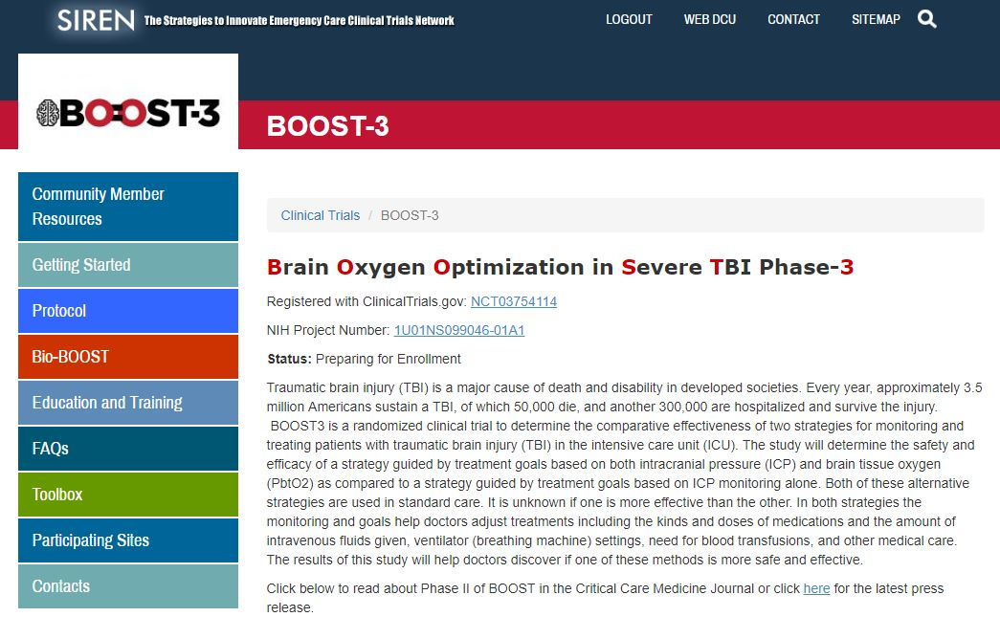 SIREN The Strategies to Innovate Emergency Care Clinical Trials Network
LOGOUT WEB DCU CONTACT SITEMAP
BOOST-3
BOOST-3
Community Member
Resources
Getting Started
Protocol
Bio-BOOST
Education and Training
FAQs
Toolbox
Participating Sites
Contacts
Clinical Trials / BOOST-3
Brain Oxygen Optimization in Severe TBI Phase-3
Registered with ClinicalTrials.gov: NCT03754114
NIH Project Number: 1U01NS099046-01A1
Status: Preparing for Enrollment
Traumatic brain injury (TBI) is a major cause of death and disability in developed societies. Every year, approximately 3.5
million Americans sustain a TBI, of which 50,000 die, and another 300,000 are hospitalized and survive the injury.
BOOST3 is a randomized clinical trial to determine the comparative effectiveness of two strategies for monitoring and
treating patients with traumatic brain injury (TBI) in the intensive care unit (ICU). The study will determine the safety and
efficacy of a strategy guided by treatment goals based on both intracranial pressure (ICP) and brain tissue oxygen
(PbtO2) as compared to a strategy guided by treatment goals based on ICP monitoring alone. Both of these alternative
strategies are used in standard care. It is unknown if one is more effective than the other. In both strategies the
monitoring and goals help doctors adjust treatments including the kinds and doses of medications and the amount of
intravenous fluids given, ventilator (breathing machine) settings, need for blood transfusions, and other medical care.
The results of this study will help doctors discover if one of these methods is more safe and effective.
Click below to read about Phase II of BOOST in the Critical Care Medicine Journal or click here for the latest press
release.